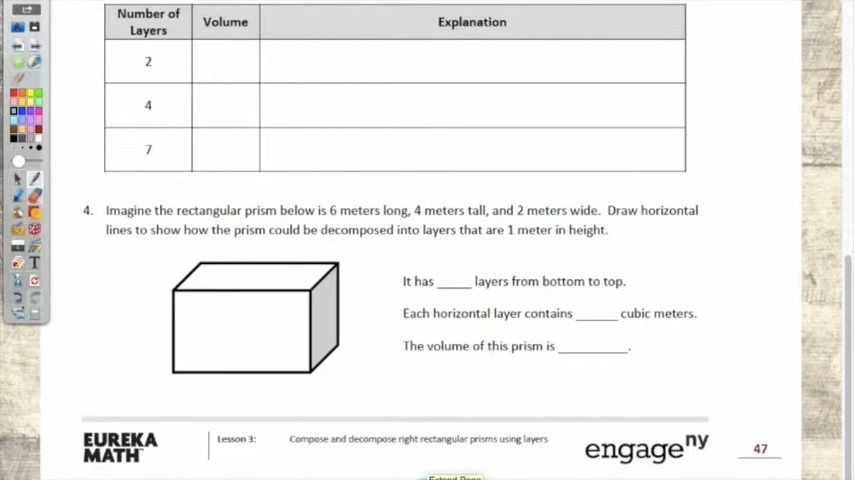 Number of Layers Volume Explanation
2
4
7
4. Imagine the rectangular prism below is 6 meters long, 4 meters tall, and 2 meters wide. Draw horizontal
lines to show how the prism could be decomposed into layers that are 1 meter in height.
It has _____ layers from bottom to top.
Each horizontal layer contains ______ cubic meters.
The volume of this prism is __________.
EUREKA
MATH™
Lesson 3: Compose and decompose right rectangular prisms using layers
engage ny
47
Extend Page